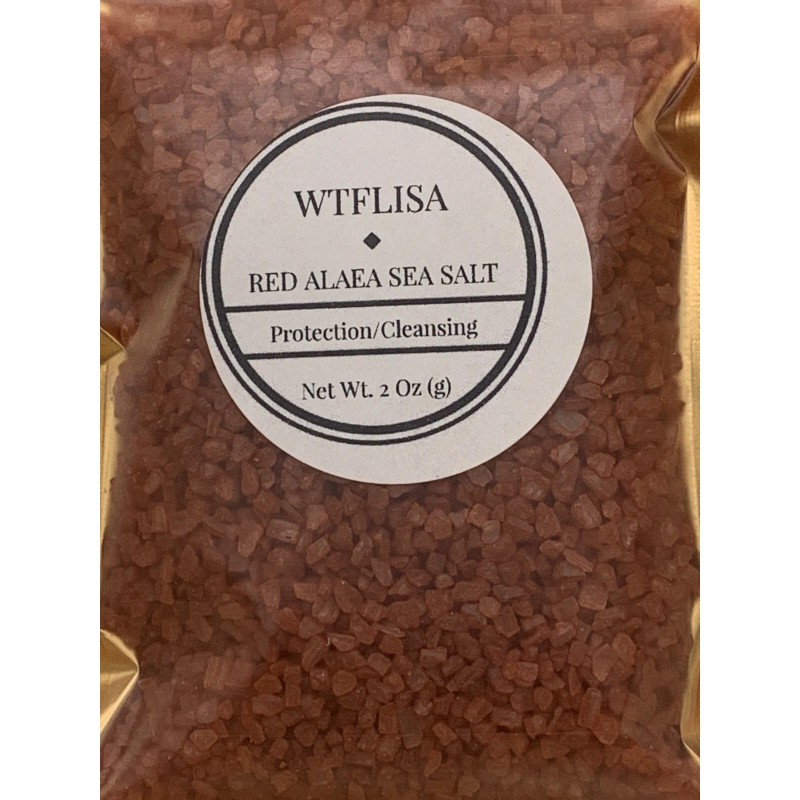 WTFLISA
RED ALAEA SEA SALT
Protection/Cleansing
Net Wt. 2 Oz (g)